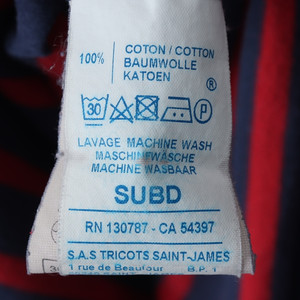 100%
COTON / COTTON
BAUMWOLLE
KATOEN
®
30 P
LAVAGE MACHINE WASH
MASCHINEWÄSCHE
MACHINE WASBAAR
SUBD
RN 130787 - CA 54397
S.A.S TRICOTS SAINT-JAMES
1 rue de Beaufour B.P. 1